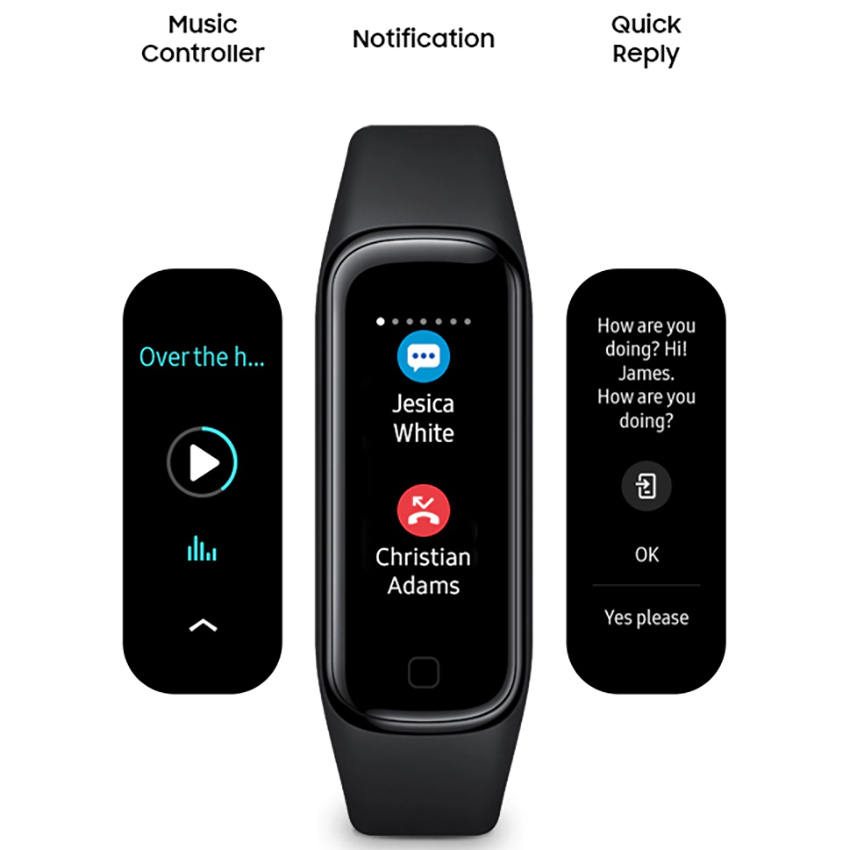 Music
Controller
Notification
Quick
Reply
Over the h...
Jesica
White
Christian
Adams
How are you
doing? Hi!
James.
How are you
doing?
OK
Yes please